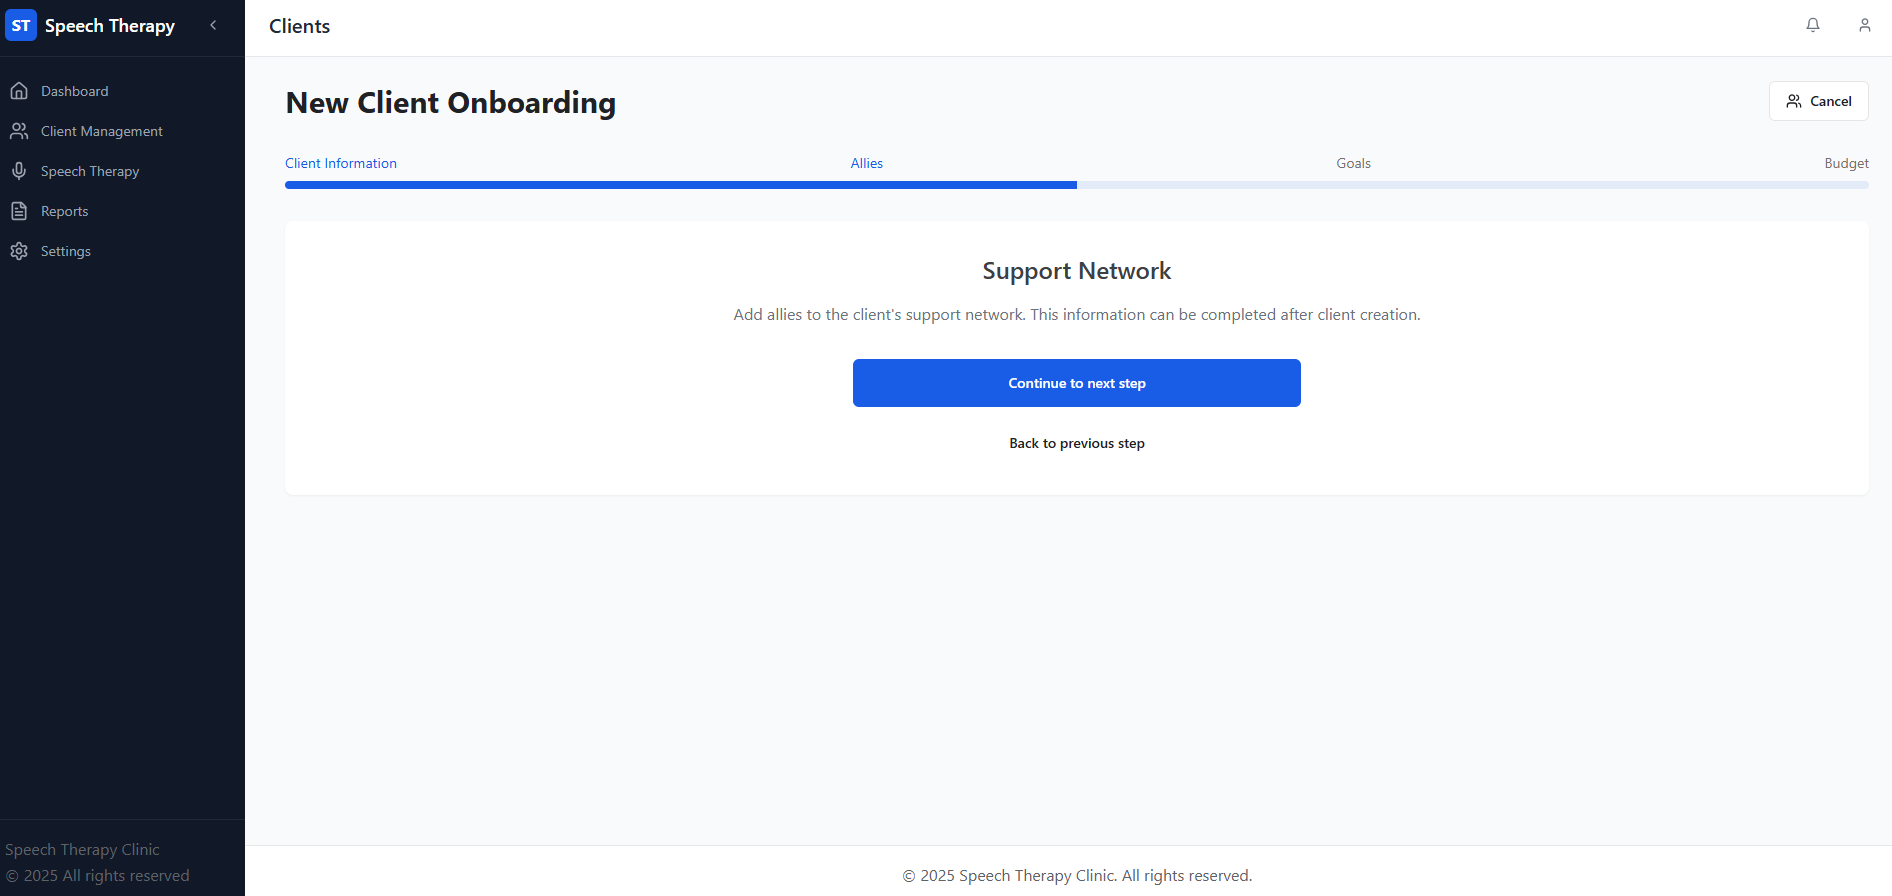 ST Speech Therapy
Dashboard
Client Management
Speech Therapy
Reports
Settings
Speech Therapy Clinic
© 2025 All rights reserved
Clients
New Client Onboarding
Cancel
Client Information Allies Goals Budget
Support Network
Add allies to the client's support network. This information can be completed after client creation.
Continue to next step
Back to previous step
© 2025 Speech Therapy Clinic. All rights reserved.